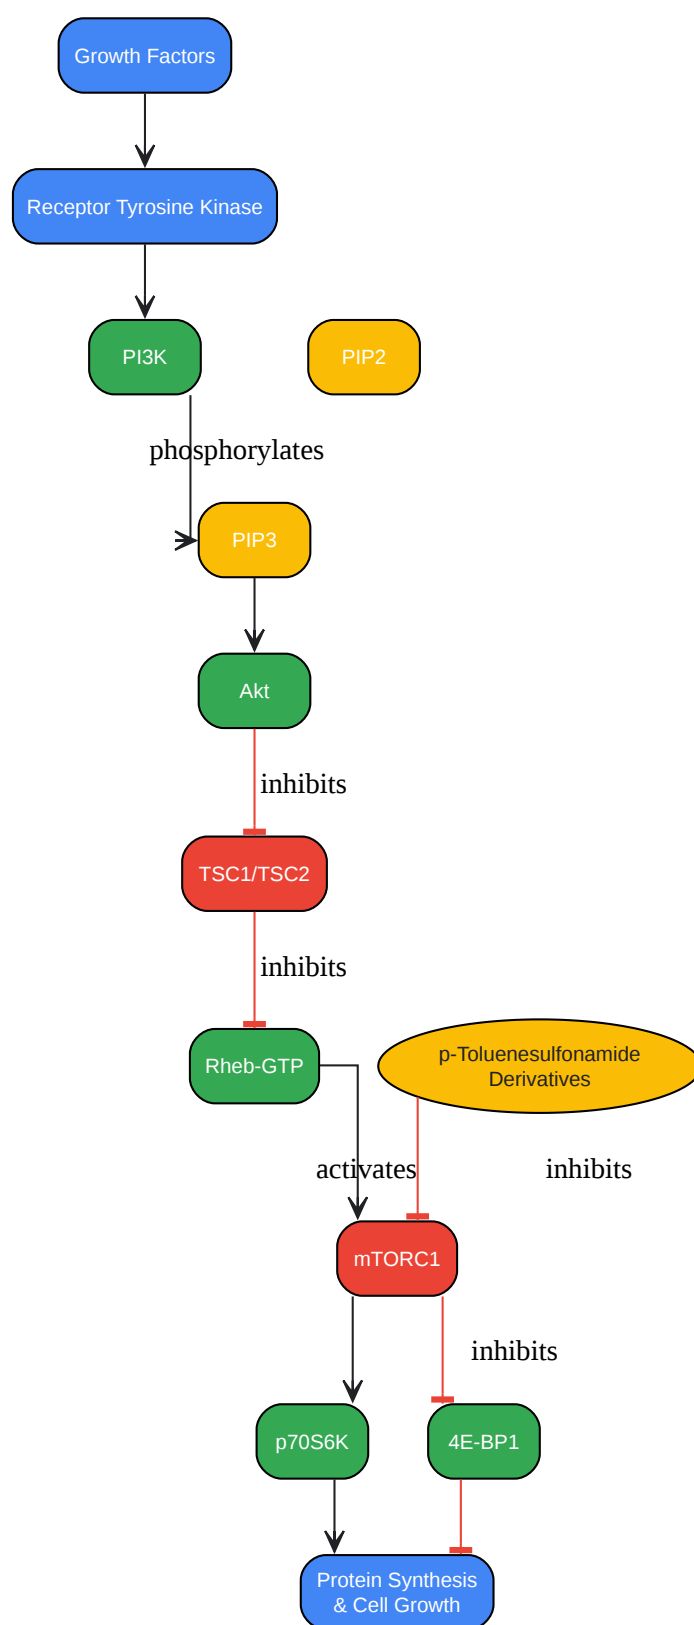 Growth Factors
Receptor Tyrosine Kinase
PI3K
PIP2
phosphorylates
PIP3
Akt
inhibits
TSC1/TSC2
inhibits
Rheb-GTP
p-Toluenesulfonamide
Derivatives
activates
inhibits
mTORC1
inhibits
p70S6K
4E-BP1
Protein Synthesis
& Cell Growth